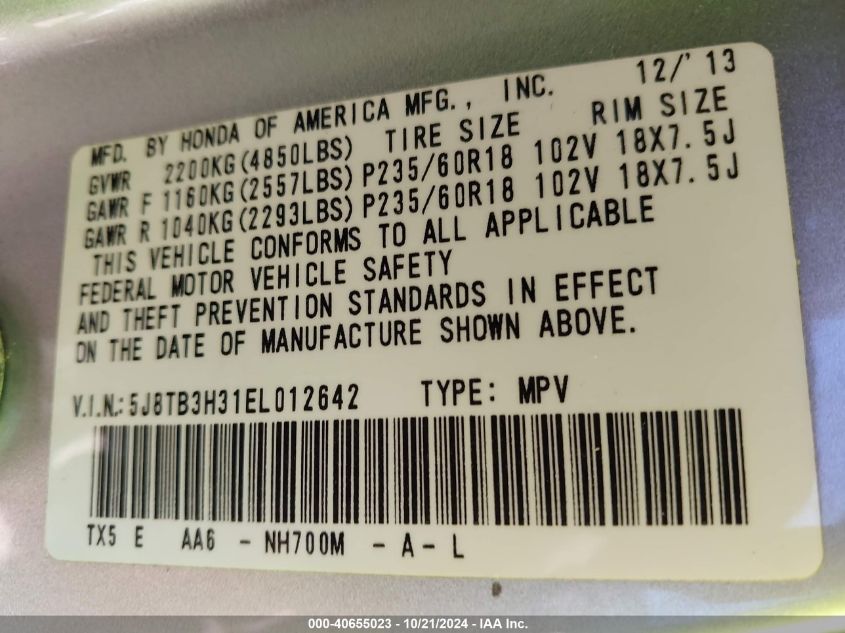 MFD. BY HONDA OF AMERICA MFG., INC. 12/'13
GVWR 2200KG(4850LBS) TIRE SIZE RIM SIZE
GAWR F 1160KG(2557LBS) P235/60R18 102V 18X7.5J
GAWR R 1040KG(2293LBS) P235/60R18 102V 18X7.5J
THIS VEHICLE CONFORMS TO ALL APPLICABLE
FEDERAL MOTOR VEHICLE SAFETY
AND THEFT PREVENTION STANDARDS IN EFFECT
ON THE DATE OF MANUFACTURE SHOWN ABOVE.
V.I.N.: 5J8TB3H31EL012642 TYPE: MPV
TX5 E AA6 - NH700M - A - L
000-40655023 - 10/21/2024 - IAA Inc.